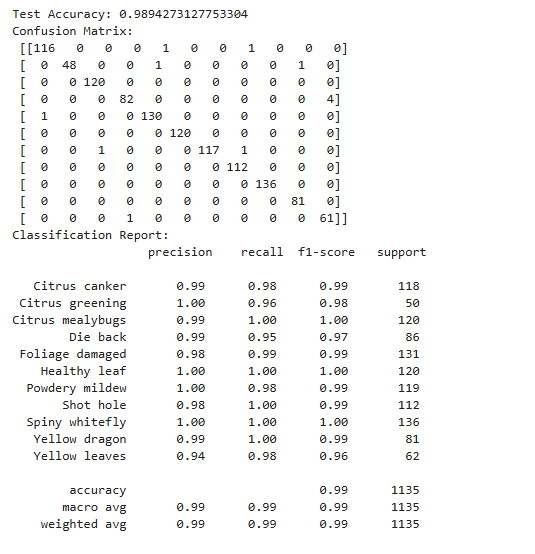 Test Accuracy: 0.9894273127753304
Confusion Matrix:
[[116 0 0 0 1 0 0 1 0 0 0]
[ 0 48 0 0 1 0 0 0 0 1 0]
[ 0 0 120 0 0 0 0 0 0 0 0]
[ 0 0 0 82 0 0 0 0 0 0 4]
[ 1 0 0 0 130 0 0 0 0 0 0]
[ 0 0 0 0 0 120 0 0 0 0 0]
[ 0 0 1 0 0 0 117 1 0 0 0]
[ 0 0 0 0 0 0 0 112 0 0 0]
[ 0 0 0 0 0 0 0 0 136 0 0]
[ 0 0 0 0 0 0 0 0 0 81 0]
[ 0 0 0 1 0 0 0 0 0 0 61]]
Classification Report:
precision recall f1-score support
Citrus canker 0.99 0.98 0.99 118
Citrus greening 1.00 0.96 0.98 50
Citrus mealybugs 0.99 1.00 1.00 120
Die back 0.99 0.95 0.97 86
Foliage damaged 0.98 0.99 0.99 131
Healthy leaf 1.00 1.00 1.00 120
Powdery mildew 1.00 0.98 0.99 119
Shot hole 0.98 1.00 0.99 112
Spiny whitefly 1.00 1.00 1.00 136
Yellow dragon 0.99 1.00 0.99 81
Yellow leaves 0.94 0.98 0.96 62
accuracy 0.99 1135
macro avg 0.99 0.99 0.99 1135
weighted avg 0.99 0.99 0.99 1135